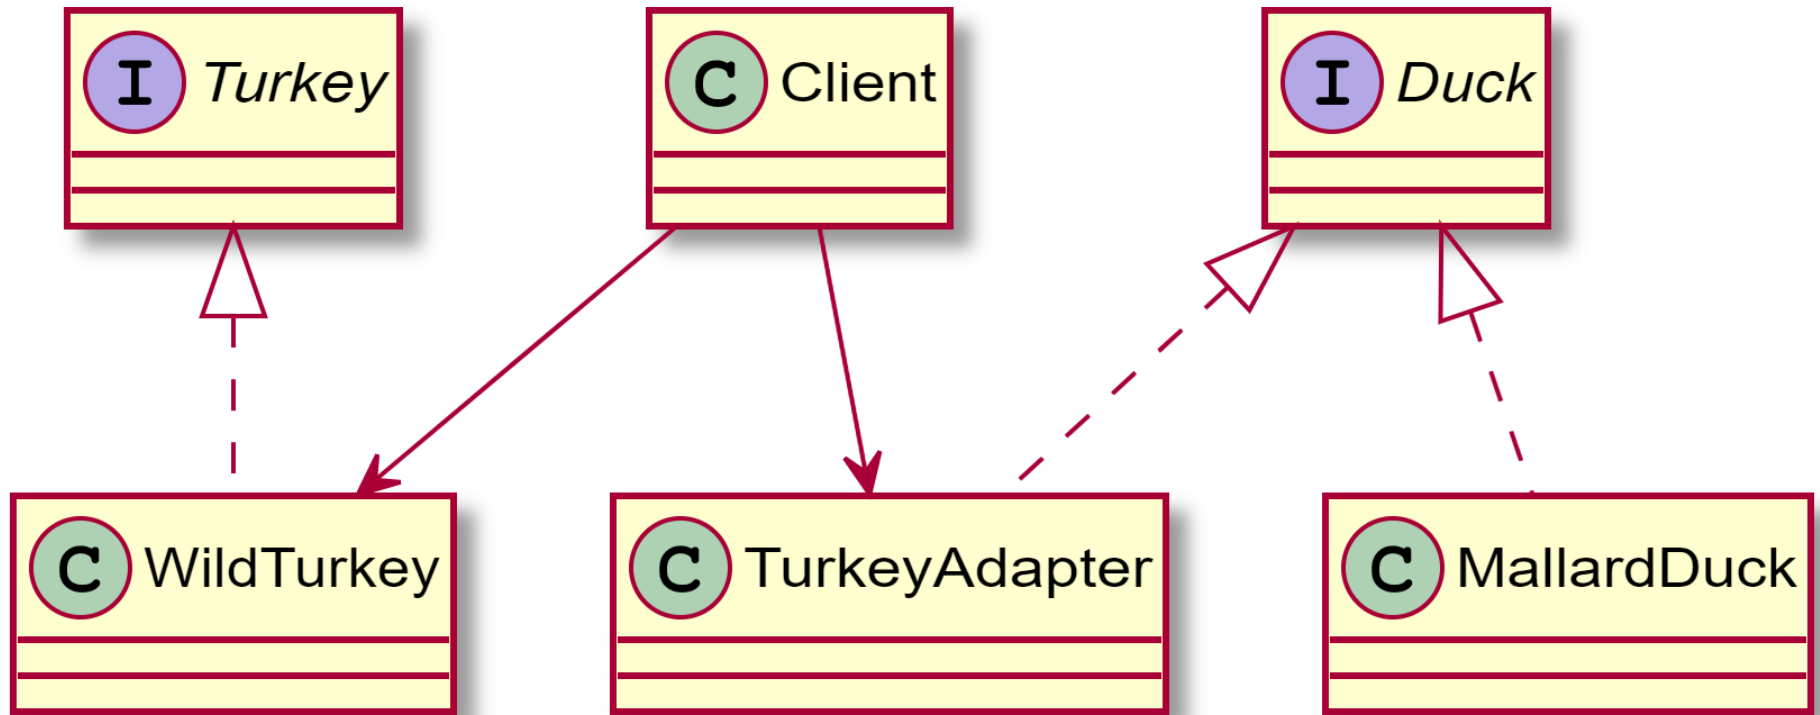 I Turkey
C Client
I Duck
C WildTurkey
C TurkeyAdapter
C MallardDuck